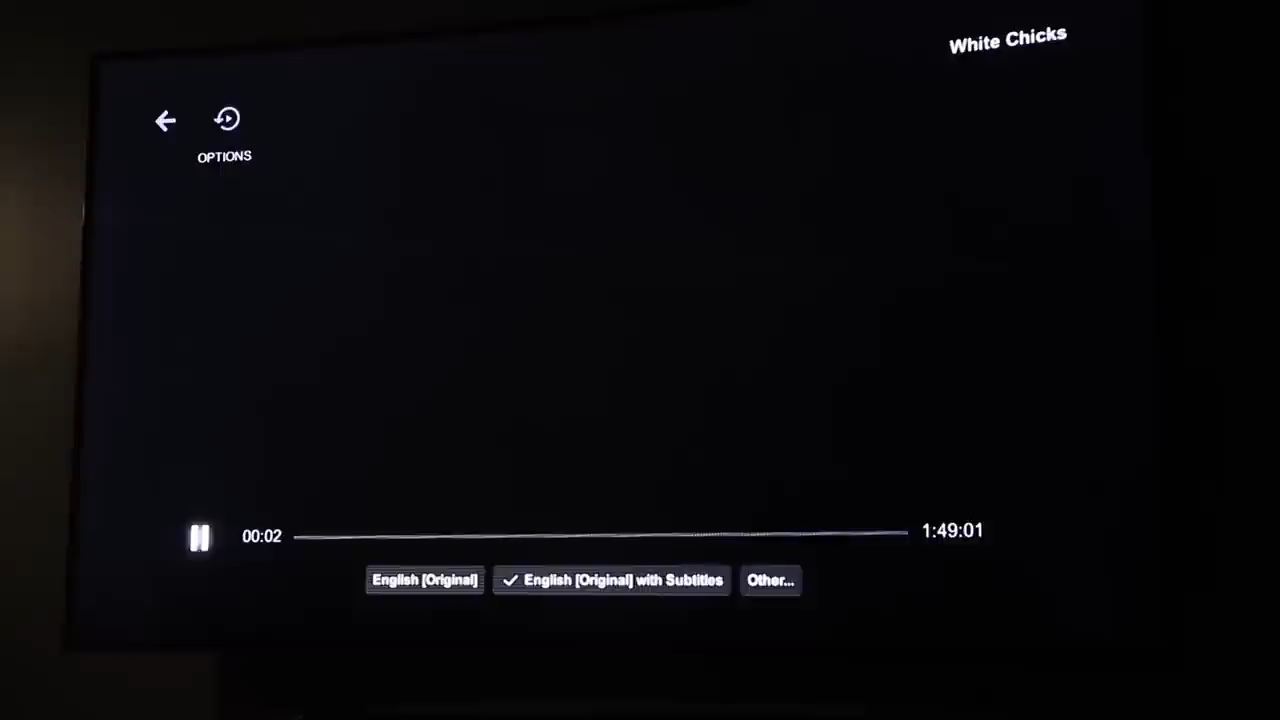 White Chicks
OPTIONS
00:02
1:49:01
English [Original]
✓ English [Original] with Subtitles
Other...